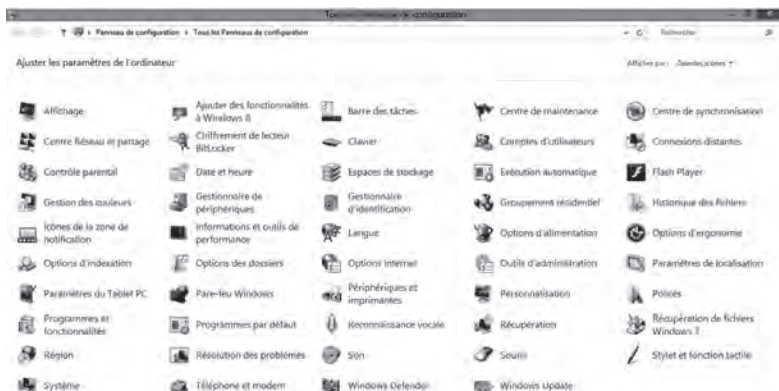 Tous les Panneaux de configuration
Panneau de configuration Tous les Panneaux de configuration
Rechercher
Ajuster les paramètres de l'ordinateur
Afficher par : Grandes icônes
Affichage
Ajouter des fonctionnalités à Windows 8
Barre des tâches
Centre de maintenance
Centre de synchronisation
Centre Réseau et partage
Chiffrement de lecteur BitLocker
Clavier
Comptes d'utilisateurs
Connexions distantes
Contrôle parental
Date et heure
Espaces de stockage
Exécution automatique
Flash Player
Gestion des couleurs
Gestionnaire de périphériques
Gestionnaire d'identification
Groupement résidentiel
Historique des fichiers
Icônes de la zone de notification
Informations et outils de performance
Langue
Options d'alimentation
Options d'ergonomie
Options d'indexation
Options des dossiers
Options Internet
Outils d'administration
Paramètres de localisation
Paramètres du Tablet PC
Pare-feu Windows
Périphériques et imprimantes
Personnalisation
Polices
Programmes et fonctionnalités
Programmes par défaut
Reconnaissance vocale
Récupération
Récupération de fichiers Windows 7
Région
Résolution des problèmes
Son
Souris
Stylet et fonction tactile
Système
Téléphone et modem
Windows Defender
Windows Update